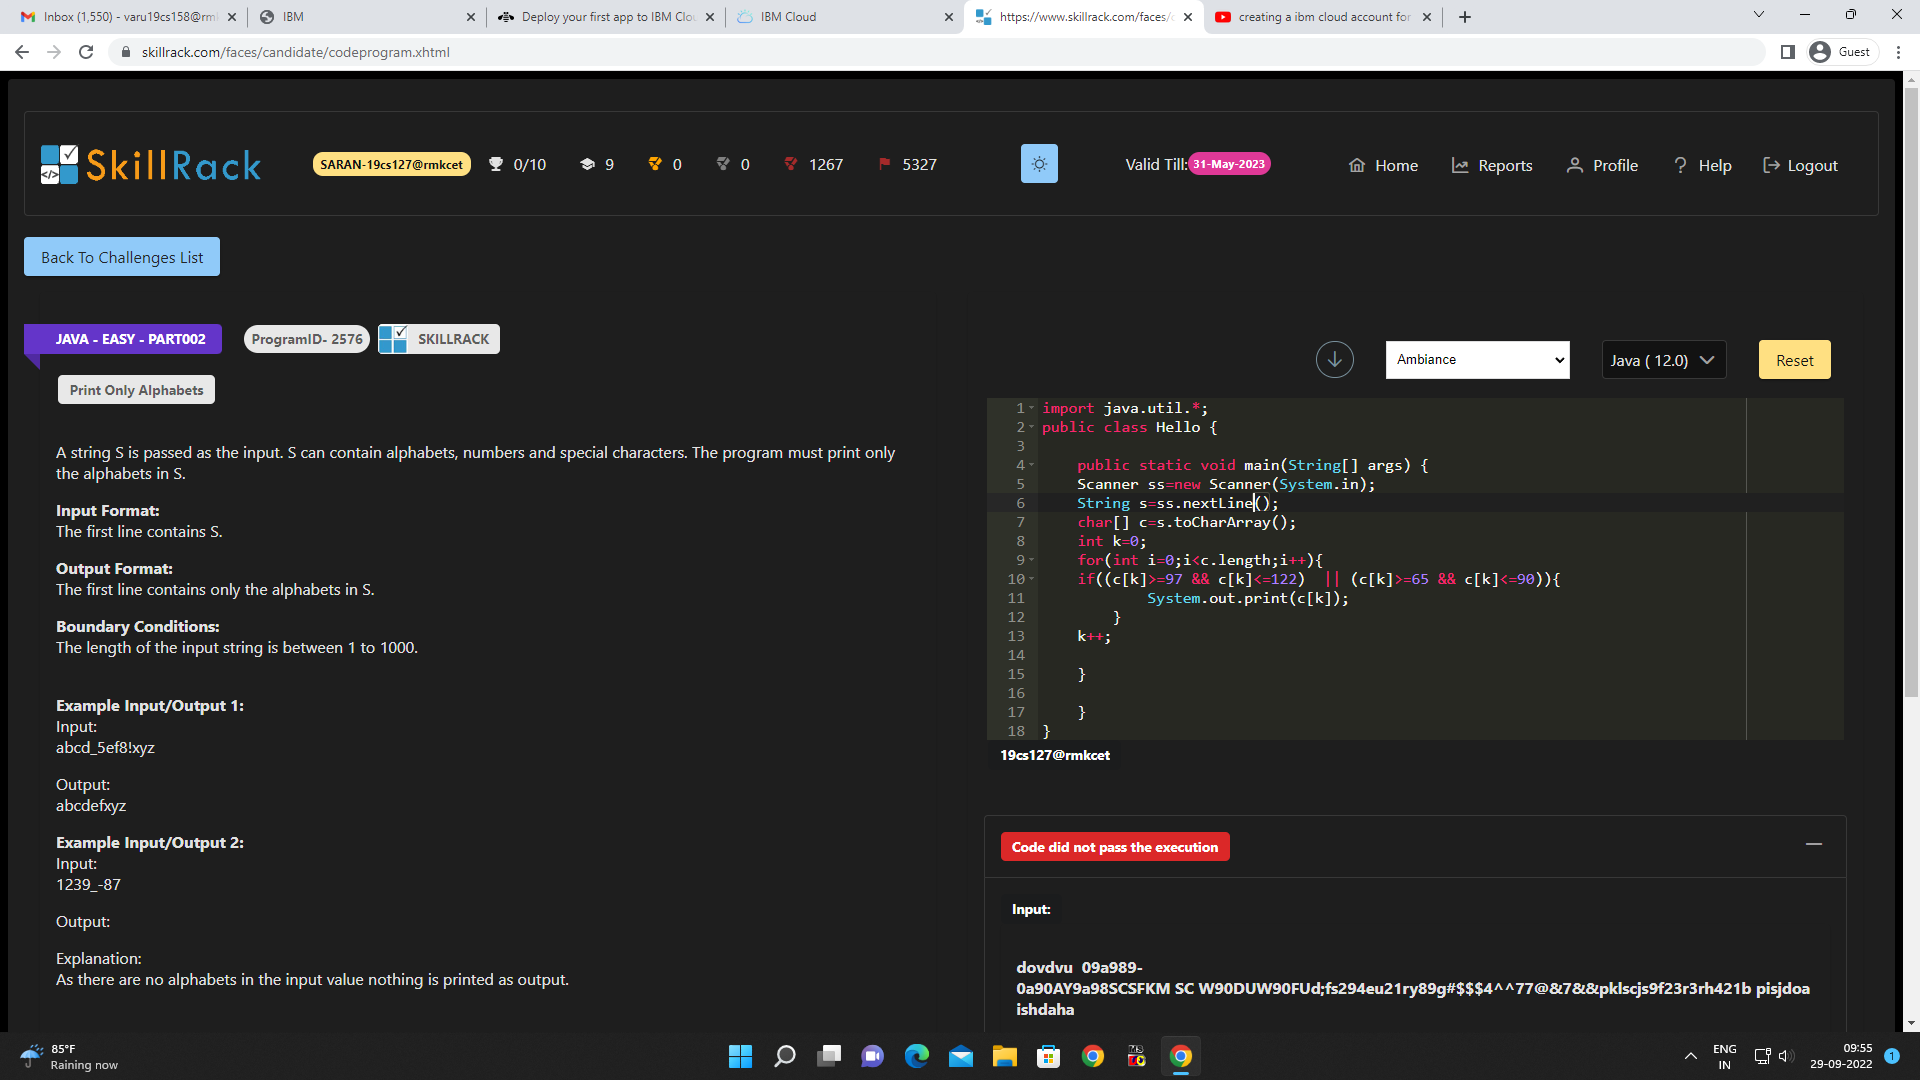 Inbox (1,550) - varu19cs158@rm
IBM
Deploy your first app to IBM Clou
IBM Cloud
https://www.skillrack.com/faces/c
creating a ibm cloud account for
skillrack.com/faces/candidate/codeprogram.xhtml
Guest
SkillRack
SARAN-19cs127@rmkcet
0/10
9
0
0
1267
5327
Valid Till: 31-May-2023
Home
Reports
Profile
? Help
Logout
Back To Challenges List
JAVA - EASY - PART002
ProgramID- 2576
SKILLRACK
Print Only Alphabets
Ambiance
Java ( 12.0)
Reset
A string S is passed as the input. S can contain alphabets, numbers and special characters. The program must print only
the alphabets in S.
Input Format:
The first line contains S.
Output Format:
The first line contains only the alphabets in S.
Boundary Conditions:
The length of the input string is between 1 to 1000.
Example Input/Output 1:
Input:
abcd_5ef8!xyz
Output:
abcdefxyz
Example Input/Output 2:
Input:
1239_-87
Output:
Explanation:
As there are no alphabets in the input value nothing is printed as output.
1 import java.util.*;
2 public class Hello {
3
4 public static void main(String[] args) {
5 Scanner ss=new Scanner(System.in);
6 String s=ss.nextLine();
7 char[] c=s.toCharArray();
8 int k=0;
9 for(int i=0;i<c.length;i++){
10 if((c[k]>=97 && c[k]<=122)  || (c[k]>=65 && c[k]<=90)){
11 System.out.print(c[k]);
12 }
13 k++;
14
15 }
16
17 }
18 }
19cs127@rmkcet
Code did not pass the execution
Input:
dovdvu  09a989-
0a90AY9a98SCSFKM SC W90DUW90FUd;fs294eu21ry89g#$$$4^^77@&7&&pklscjs9f23r3rh421b pisjdoa
ishdaha
85°F
Raining now
ENG
IN
09:55
29-09-2022
1